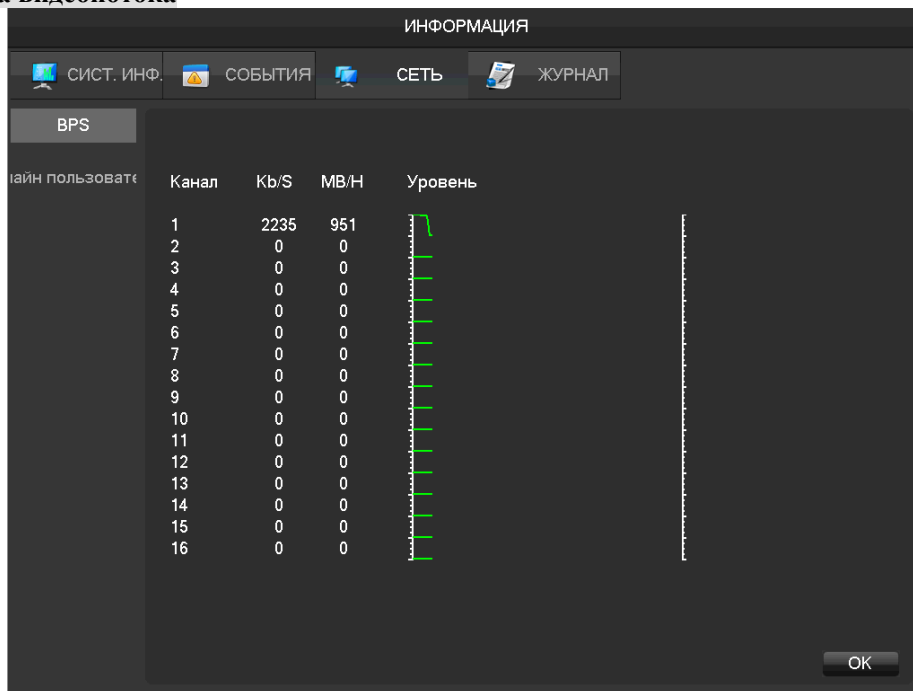 видеопотока
ИНФОРМАЦИЯ
СИСТ. ИНФ. СОБЫТИЯ СЕТЬ ЖУРНАЛ
BPS
Канал Kb/S MB/H Уровень
1 2235 951
2 0 0
3 0 0
4 0 0
5 0 0
6 0 0
7 0 0
8 0 0
9 0 0
10 0 0
11 0 0
12 0 0
13 0 0
14 0 0
15 0 0
16 0 0
OK